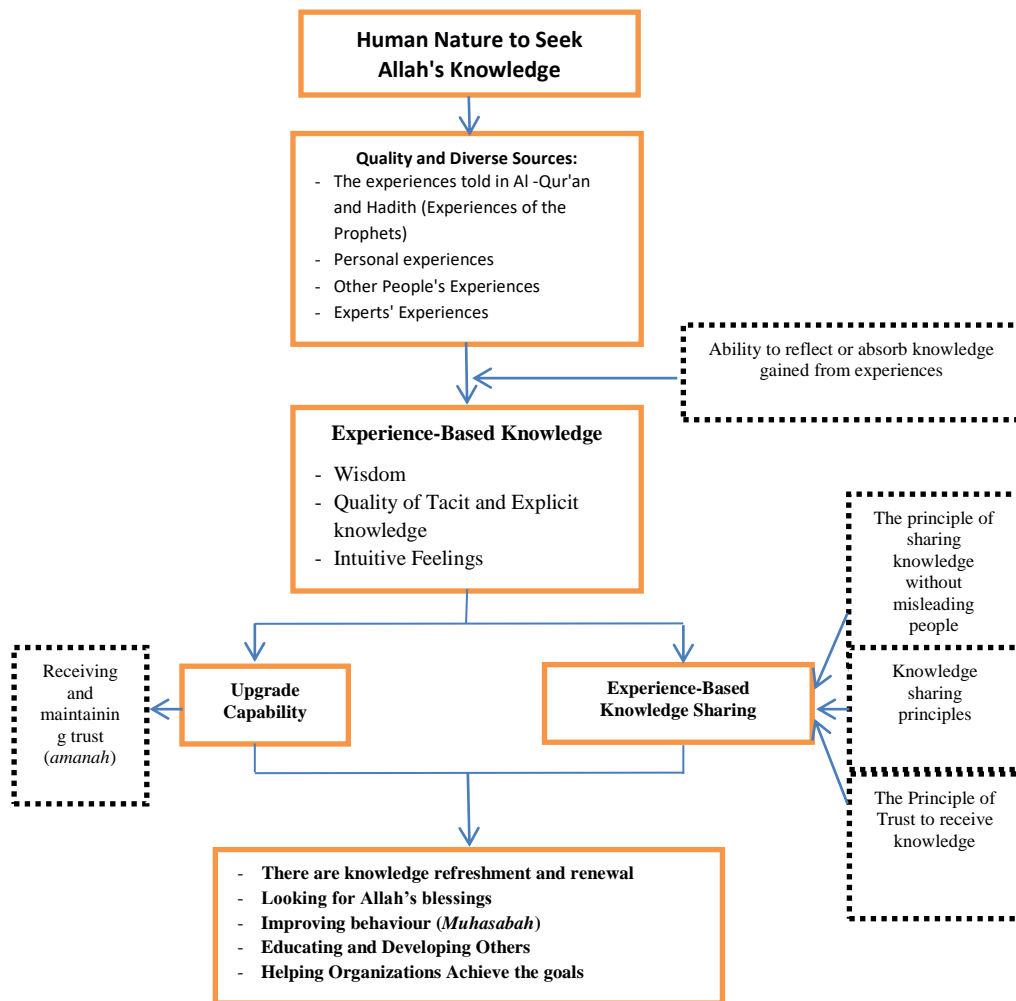 Human Nature to Seek
Allah's Knowledge
Quality and Diverse Sources:
- The experiences told in Al -Qur'an
and Hadith (Experiences of the
Prophets)
- Personal experiences
- Other People's Experiences
- Experts' Experiences
Ability to reflect or absorb knowledge
gained from experiences
Experience-Based Knowledge
- Wisdom
- Quality of Tacit and Explicit
knowledge
- Intuitive Feelings
The principle of
sharing
knowledge
without
misleading
people
Receiving
and
maintainin
g trust
(amanah)
Upgrade
Capability
Experience-Based
Knowledge Sharing
Knowledge
sharing
principles
The Principle of
Trust to receive
knowledge
- There are knowledge refreshment and renewal
- Looking for Allah’s blessings
- Improving behaviour (Muhasabah)
- Educating and Developing Others
- Helping Organizations Achieve the goals